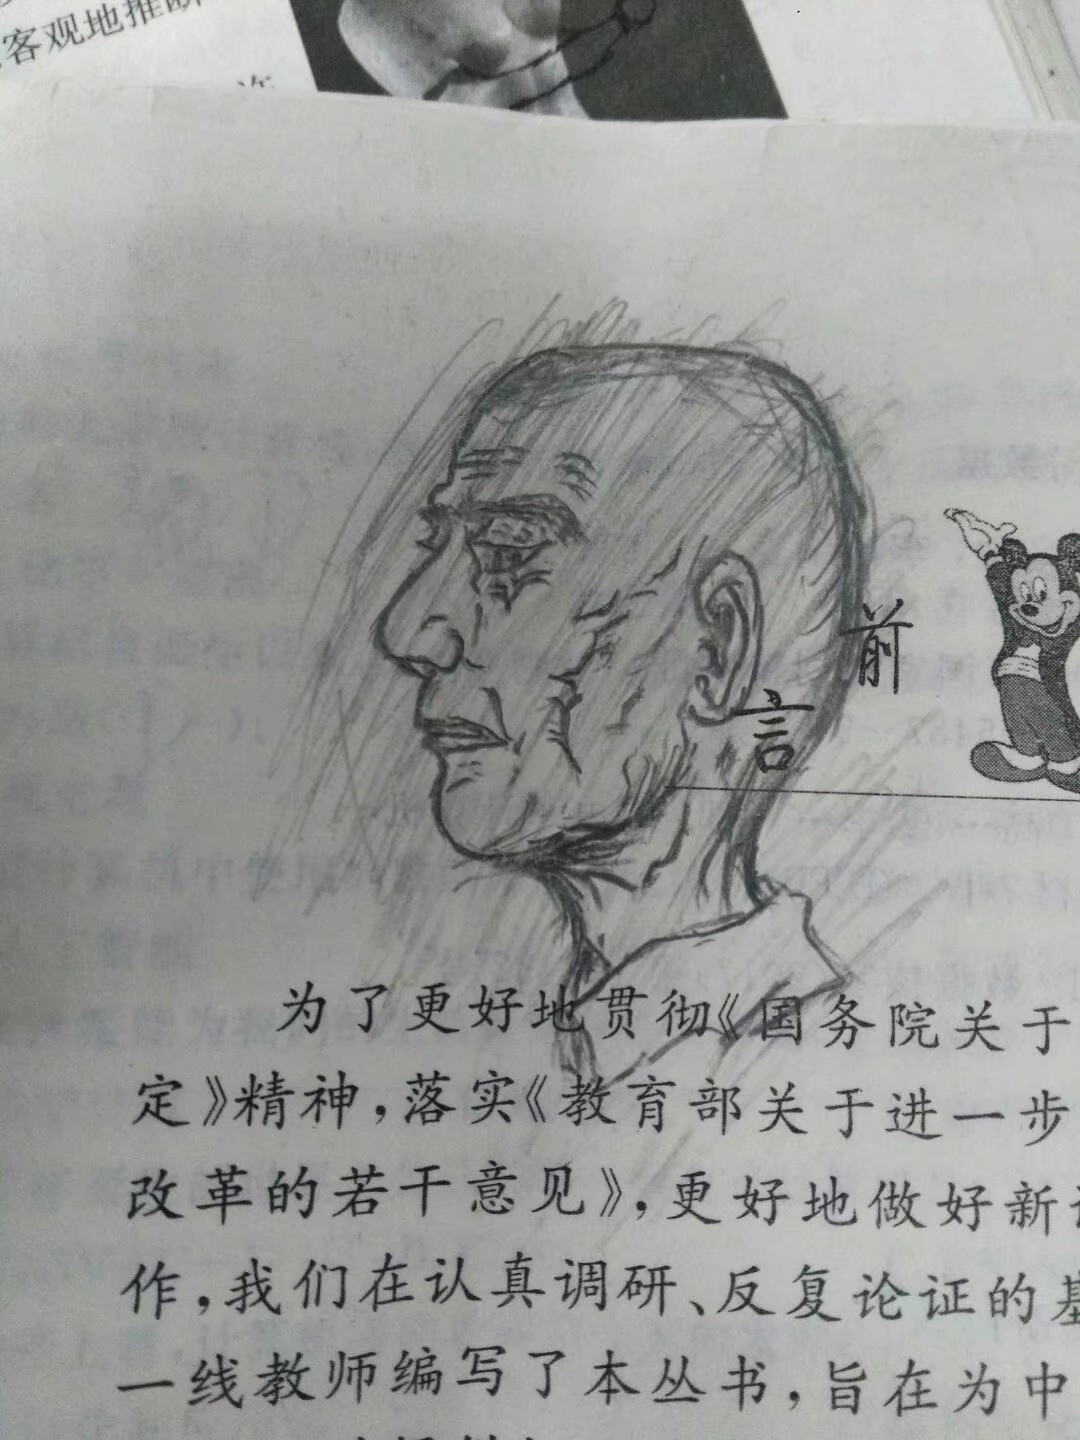 客观地推断
前
言
为了更好地贯彻《国务院关于
定》精神，落实《教育部关于进一步
改革的若干意见》，更好地做好新
作，我们在认真调研、反复论证的基
一线教师编写了本丛书，旨在为中